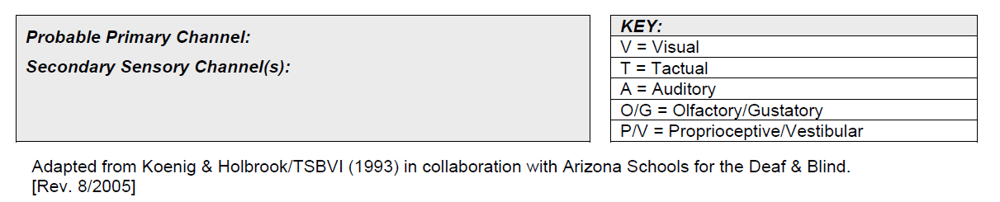 Probable Primary Channel:
Secondary Sensory Channel(s):
KEY:
V = Visual
T = Tactual
A = Auditory
O/G = Olfactory/Gustatory
P/V = Proprioceptive/Vestibular
Adapted from Koenig & Holbrook/TSBVI (1993) in collaboration with Arizona Schools for the Deaf & Blind.
[Rev. 8/2005]